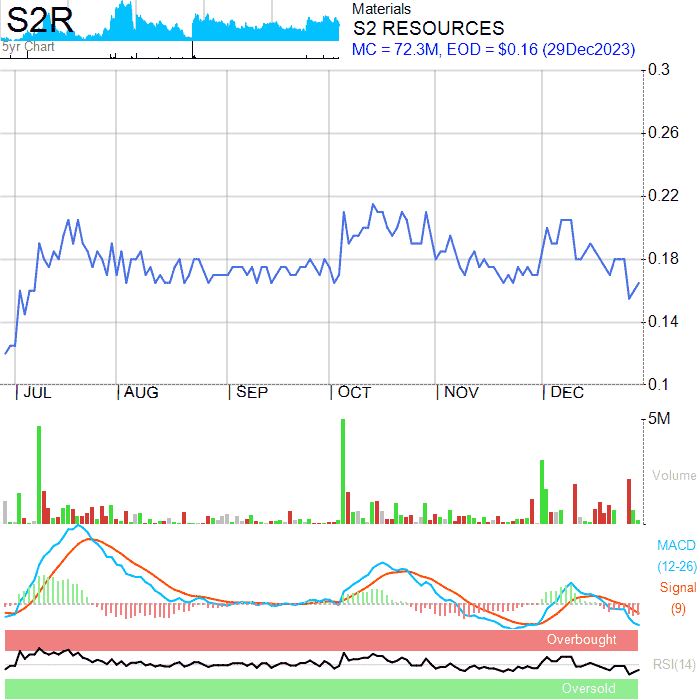 S2R
5yr Chart
Materials
S2 RESOURCES
MC = 72.3M, EOD = $0.16 (29Dec2023)
0.3
0.26
0.22
0.18
0.14
0.1
JUL AUG SEP OCT NOV DEC
5M
Volume
MACD
(12-26)
Signal
(9)
Overbought
RSI(14)
Oversold